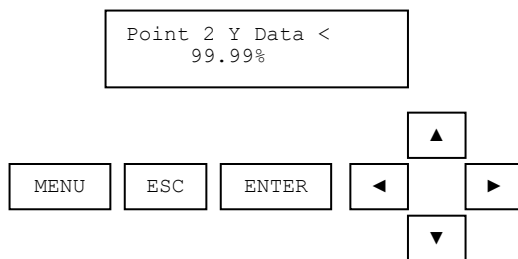 Point 2 Y Data <
99.99%
▲
MENU ESC ENTER ◄ ►
▼